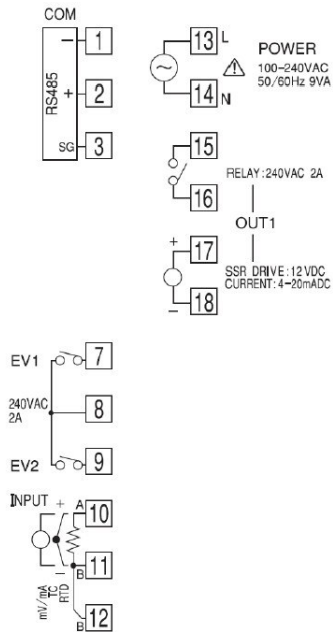 COM
RS485
− 1
+ 2
SG 3
13 L
14 N
POWER
100-240VAC
50/60Hz 9VA
15
16
RELAY:240VAC 2A
OUT1
+ 17
− 18
SSR DRIVE:12VDC
CURRENT:4-20mADC
EV1 7
240VAC
2A
8
EV2 9
INPUT + A 10
− B 11
B 12
mV/mA
TC
RTD